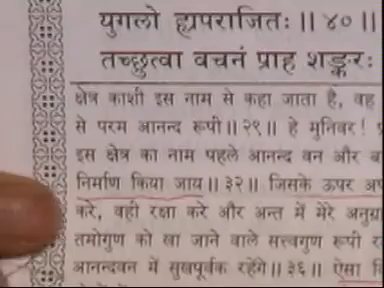 युगलो ह्यपराजितः ॥ ४० ॥
तच्छ्रुत्वा वचनं प्राह शङ्करः
क्षेत्र काशी इस नाम से कहा जाता है, वह
से परम आनन्द रूपी ॥ २९ ॥ हे मुनिवर !
इस क्षेत्र का नाम पहले आनन्द वन और
निर्माण किया जाय ॥ ३२ ॥ जिसके ऊपर
करे, वही रक्षा करे और अन्त में मेरे
तमोगुण को खा जाने वाले सत्त्वगुण रूपी
आनन्दवन में सुखपूर्वक रहेंगे ॥ ३६ ॥ ऐसा